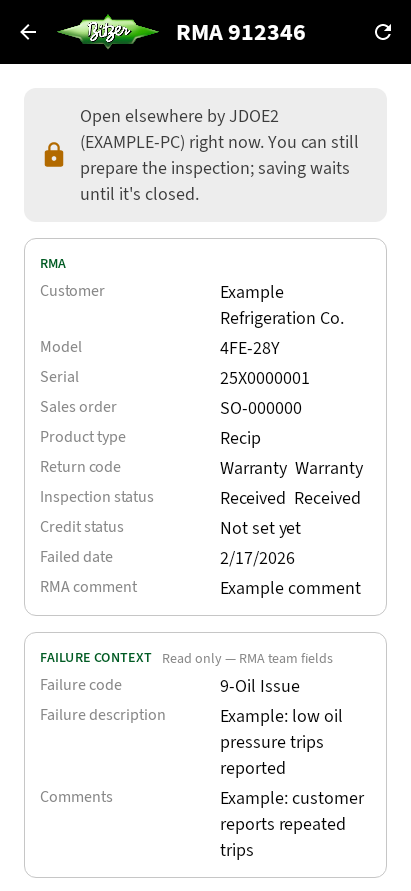 Bitzer
RMA 912346
Open elsewhere by JDOE2
(EXAMPLE-PC) right now. You can still
prepare the inspection; saving waits
until it's closed.
RMA
Customer Example
Refrigeration Co.
Model 4FE-28Y
Serial 25X0000001
Sales order SO-000000
Product type Recip
Return code Warranty Warranty
Inspection status Received Received
Credit status Not set yet
Failed date 2/17/2026
RMA comment Example comment
FAILURE CONTEXT Read only — RMA team fields
Failure code 9-Oil Issue
Failure description Example: low oil
pressure trips
reported
Comments Example: customer
reports repeated
trips